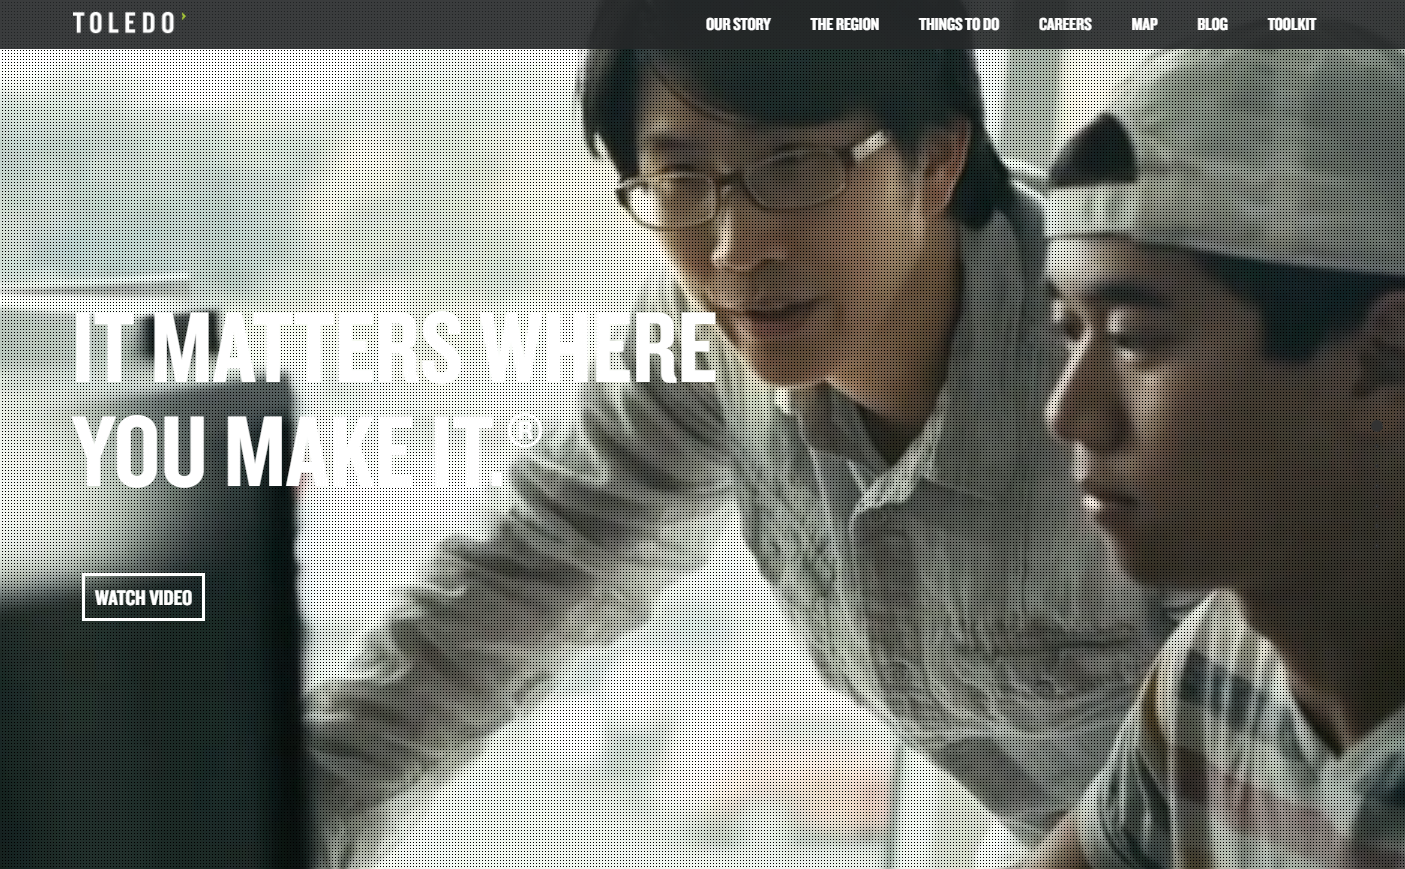 TOLEDO
OUR STORY THE REGION THINGS TO DO CAREERS MAP BLOG TOOLKIT
IT MATTERS WHERE
YOU MAKE IT.®
WATCH VIDEO